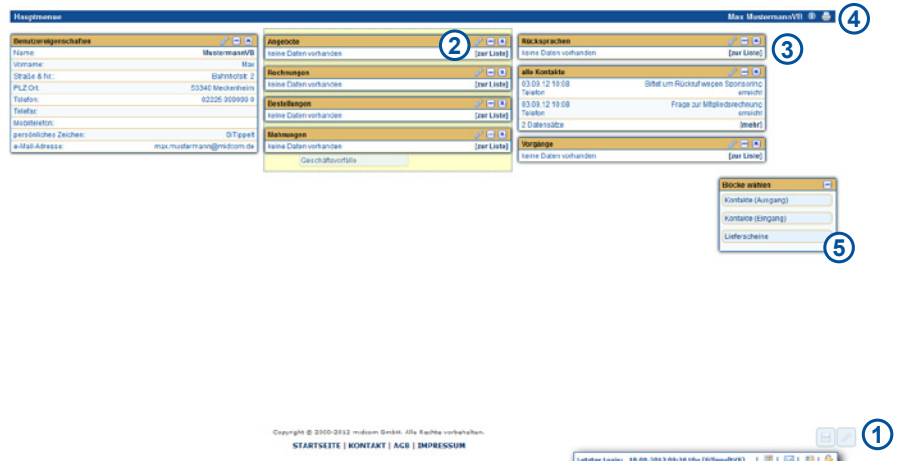 Hauptmenue
Max MustermannVB
4
Benutzereigenschaften
Name: MustermannVB
Vorname: Max
Straße & Nr.: Bahnhofstr. 2
PLZ Ort: 53340 Meckenheim
Telefon: 02225 909090 0
Telefax:
Mobiltelefon:
persönliches Zeichen: GTippelt
e-Mail-Adresse: max.mustermann@midcom.de
Angebote
2
keine Daten vorhanden [zur Liste]
Rechnungen
keine Daten vorhanden [zur Liste]
Bestellungen
keine Daten vorhanden [zur Liste]
Mahnungen
keine Daten vorhanden [zur Liste]
Geschäftsvorfälle
Rücksprachen
3
keine Daten vorhanden [zur Liste]
alle Kontakte
03.09.12 10:08 Bittet um Rückruf wegen Sponsoring
Telefon erreicht
03.09.12 10:08 Frage zur Mitgliedsrechnung
Telefon erreicht
2 Datensätze [mehr]
Vorgänge
keine Daten vorhanden [zur Liste]
Blöcke wählen
Kontakte (Ausgang)
Kontakte (Eingang)
Lieferscheine
5
Copyright © 2000-2012 midcom GmbH. Alle Rechte vorbehalten.
STARTSEITE | KONTAKT | AGB | IMPRESSUM
1
Letzter Login: